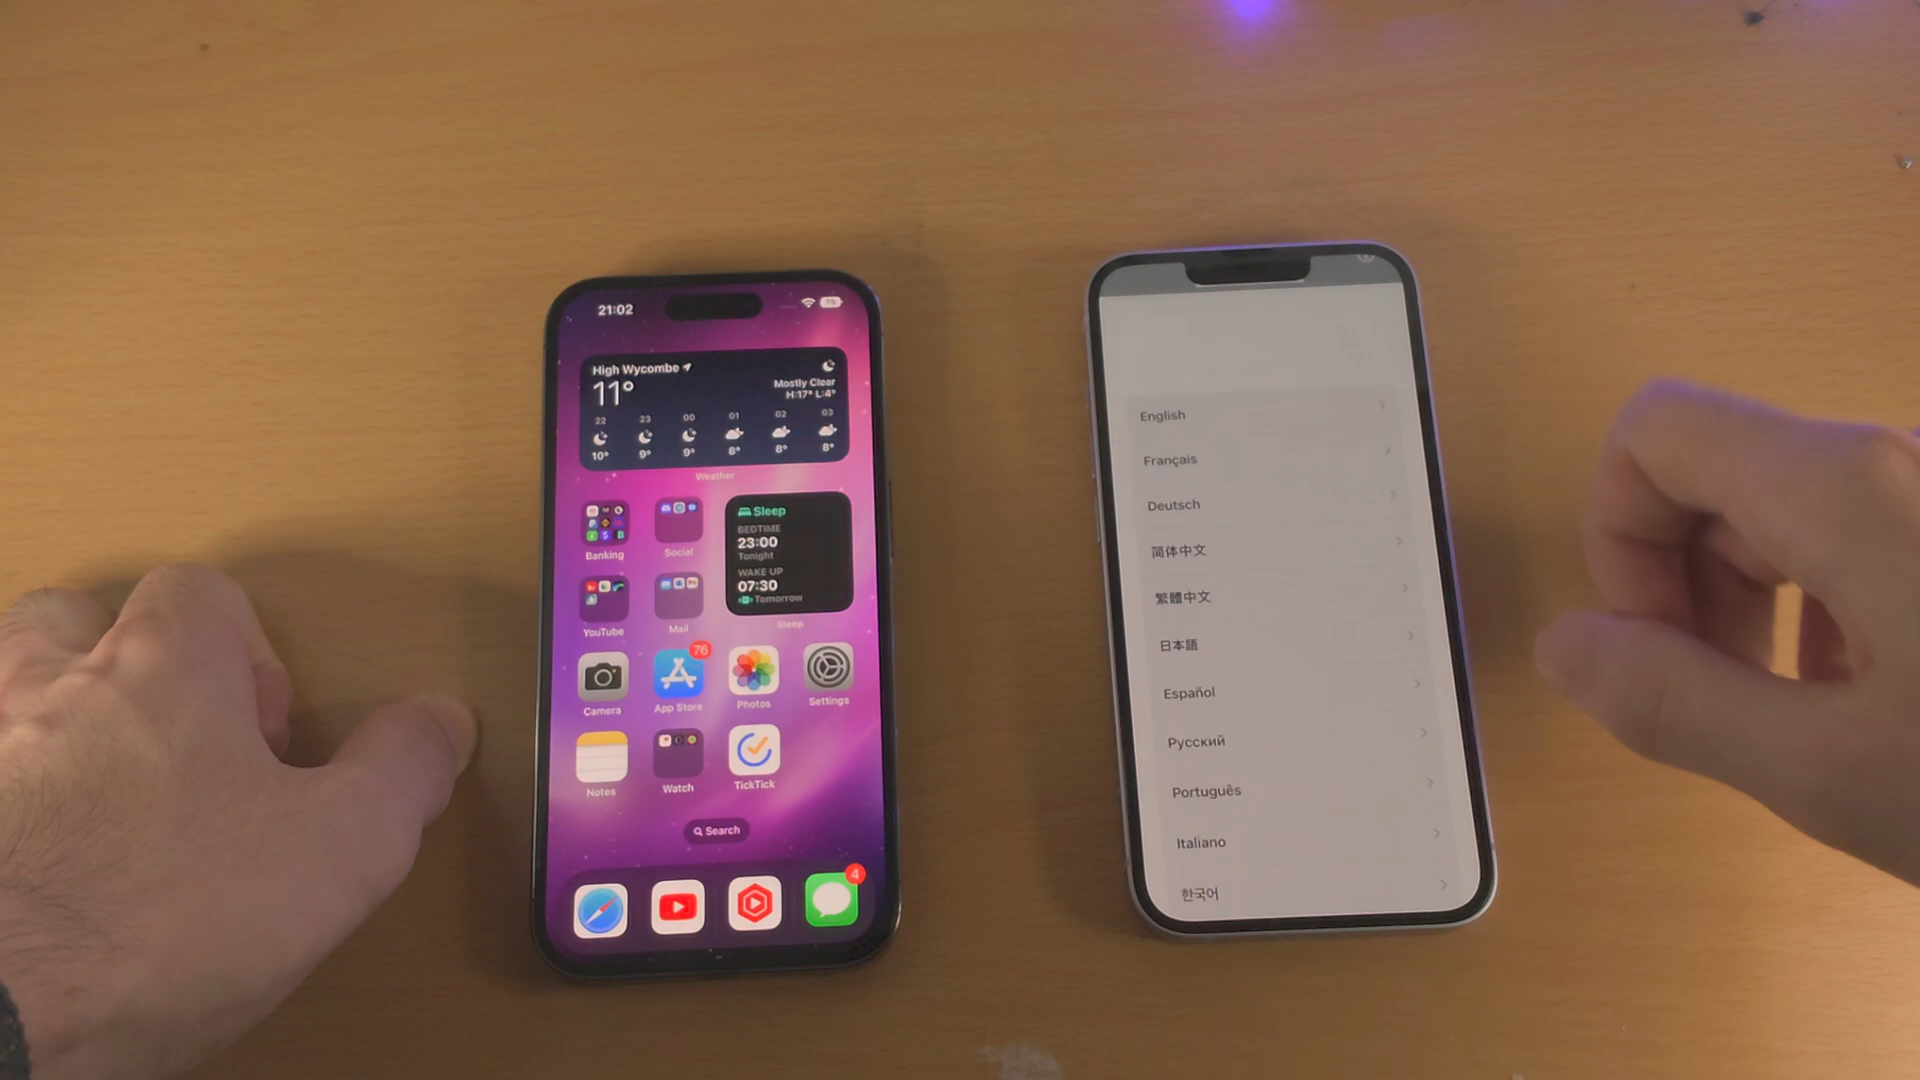 21:02
79
High Wycombe
11°
Mostly Clear
H:17° L:4°
22 23 00 01 02 03
10° 9° 9° 8° 8° 8°
Weather
Banking
Social
Sleep
BEDTIME
23:00
Tonight
WAKE UP
07:30
Tomorrow
Sleep
YouTube
Mail
76
Camera
App Store
Photos
Settings
Notes
Watch
TickTick
Search
4
English
Français
Deutsch
简体中文
繁體中文
日本語
Español
Русский
Português
Italiano
한국어